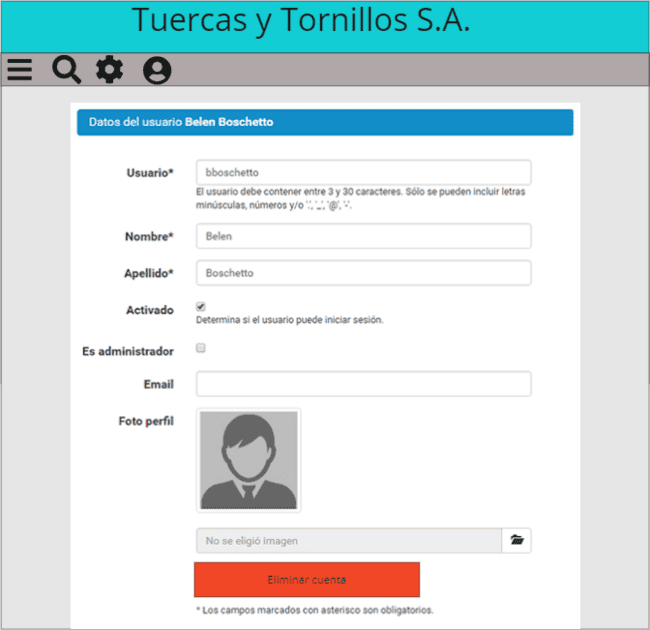 Tuercas y Tornillos S.A.
Datos del usuario Belen Boschetto
Usuario*
bboschetto
El usuario debe contener entre 3 y 30 caracteres. Sólo se pueden incluir letras
minúsculas, números y/o '.', '_', '@', '-'.
Nombre*
Belen
Apellido*
Boschetto
Activado
Determina si el usuario puede iniciar sesión.
Es administrador
Email
Foto perfil
No se eligió imagen
Eliminar cuenta
* Los campos marcados con asterisco son obligatorios.